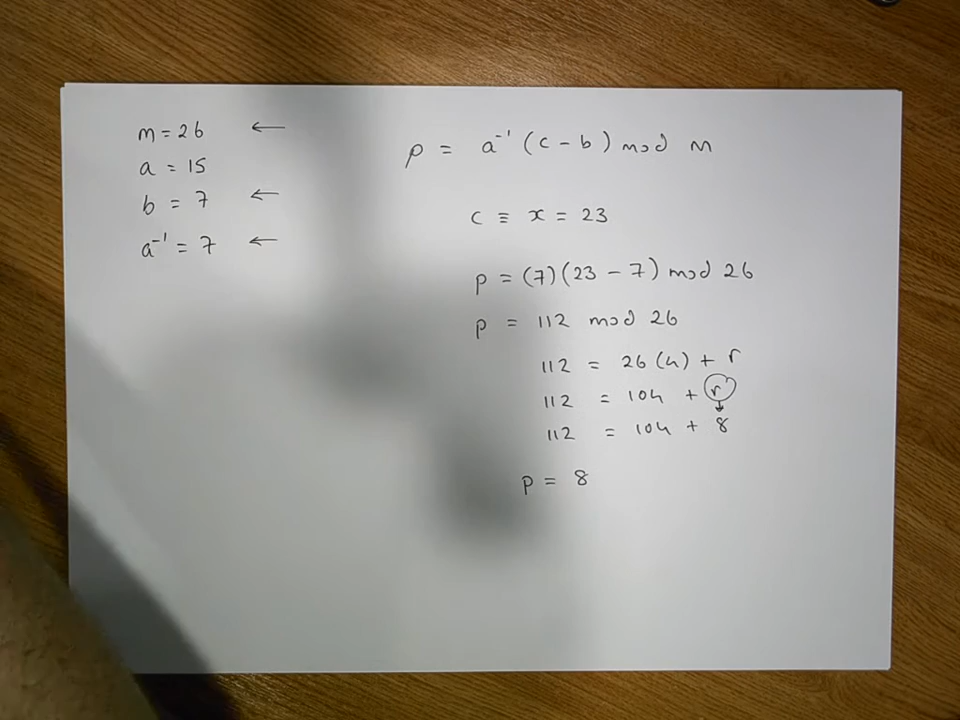 m = 26 ←
a = 15
b = 7 ←
a⁻¹ = 7 ←
p = a⁻¹ (c - b) mod m
c ≡ x = 23
p = (7)(23 - 7) mod 26
p = 112 mod 26
112 = 26(4) + r
112 = 104 + r
112 = 104 + 8
p = 8